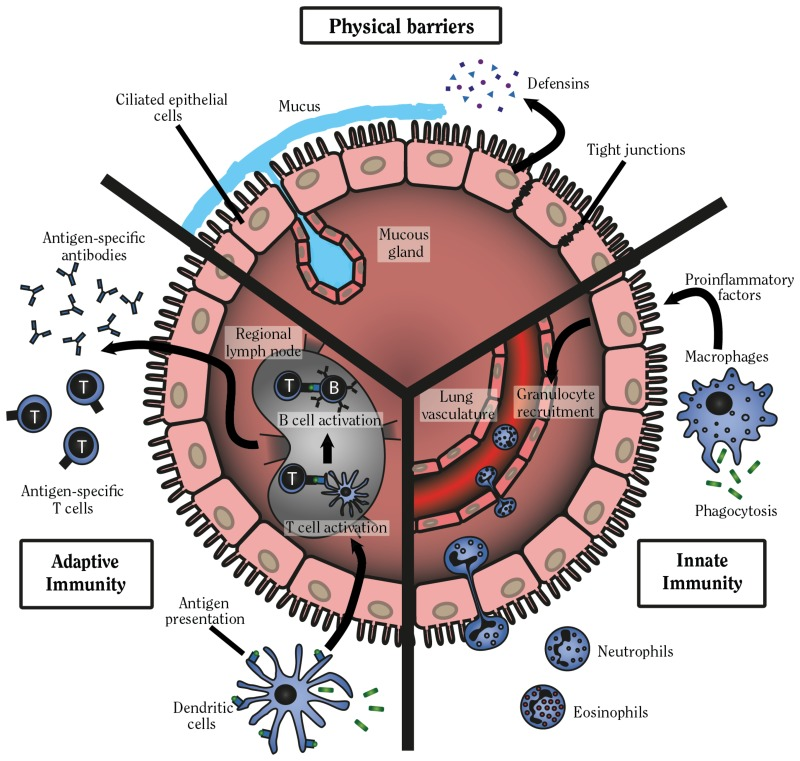 Physical barriers
Defensins
Ciliated epithelial
cells
Mucus
Tight junctions
Mucous
gland
Antigen-specific
antibodies
Proinflammatory
factors
Regional
lymph node
Macrophages
T
B
Lung
vasculature
Granulocyte
recruitment
T
T
T
B cell activation
T
Antigen-specific
T cells
T cell activation
Phagocytosis
Adaptive
Immunity
Innate
Immunity
Antigen
presentation
Neutrophils
Dendritic
cells
Eosinophils